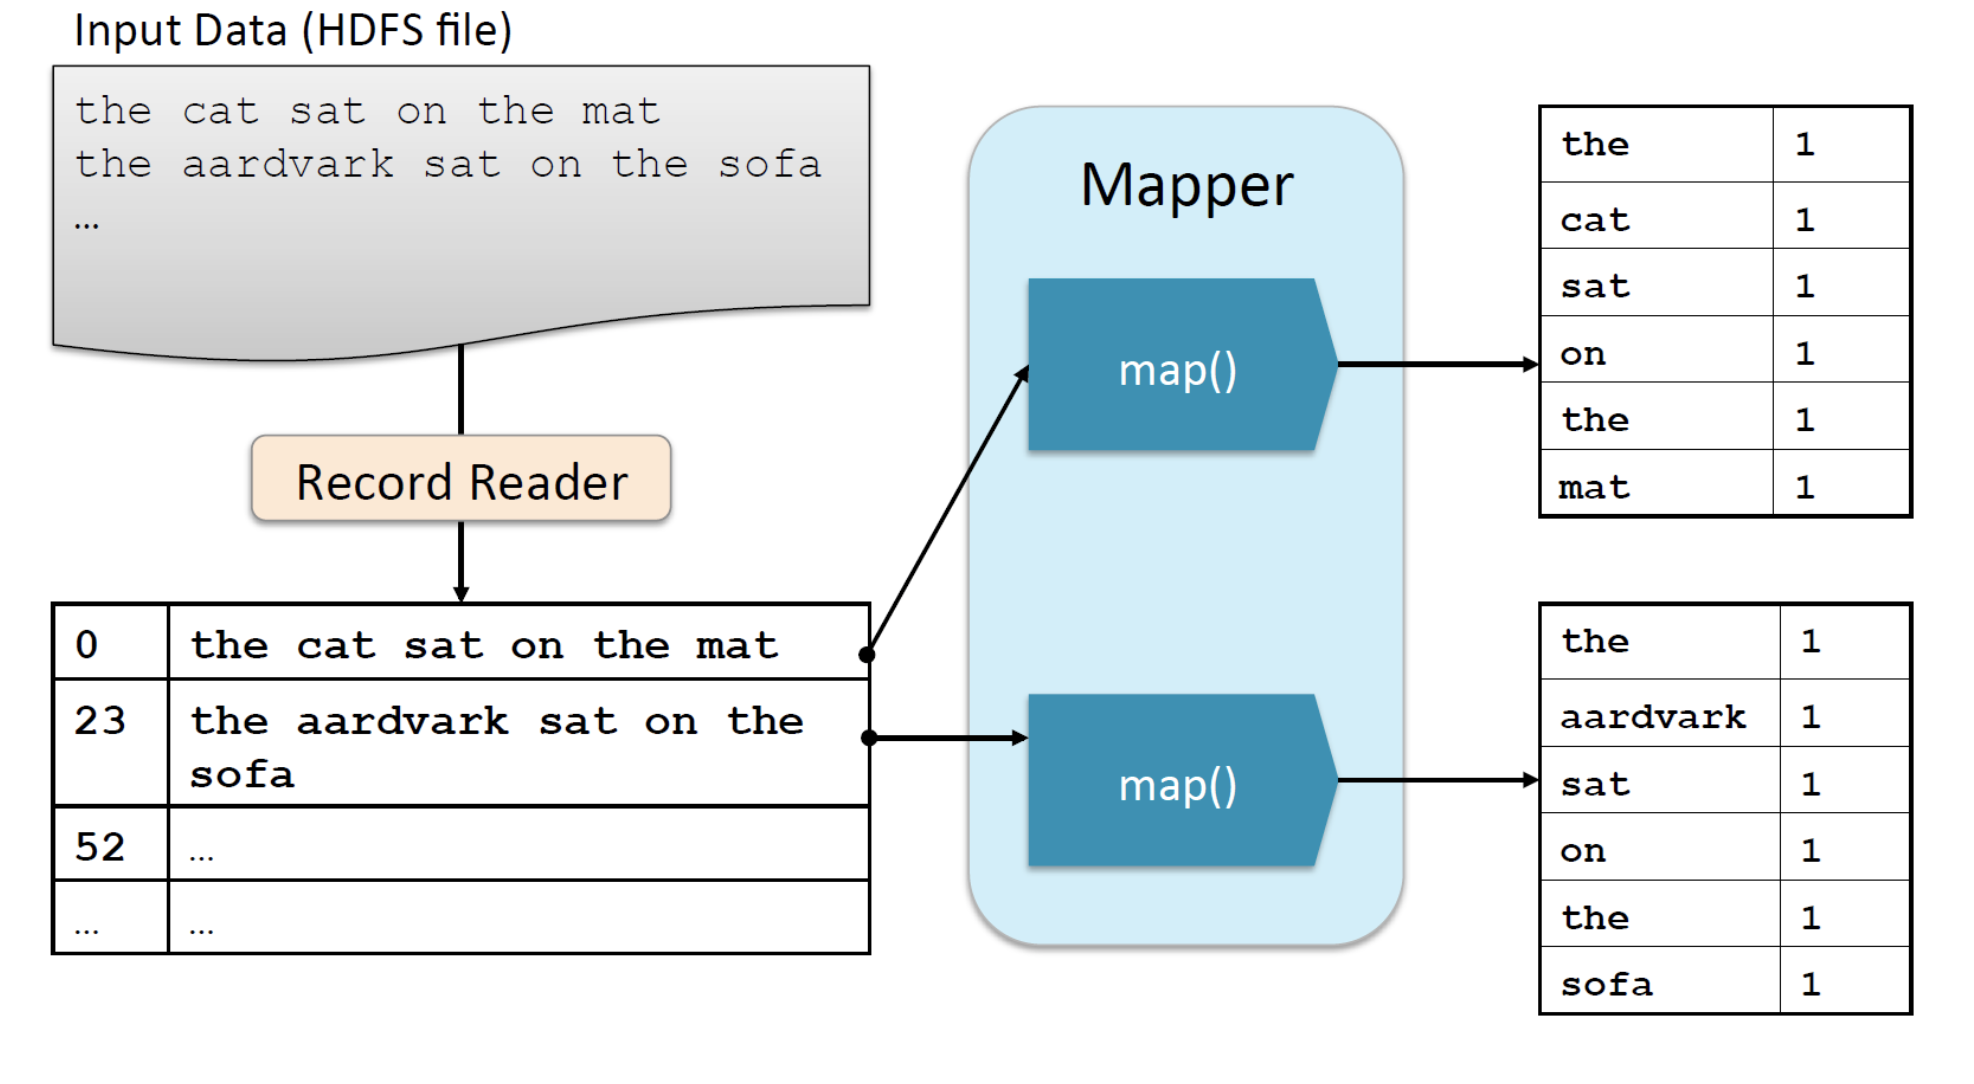 Input Data (HDFS file)
the cat sat on the mat
the aardvark sat on the sofa
…
Record Reader
0 the cat sat on the mat
23 the aardvark sat on the
sofa
52 …
… …
Mapper
map()
map()
the 1
cat 1
sat 1
on 1
the 1
mat 1
the 1
aardvark 1
sat 1
on 1
the 1
sofa 1